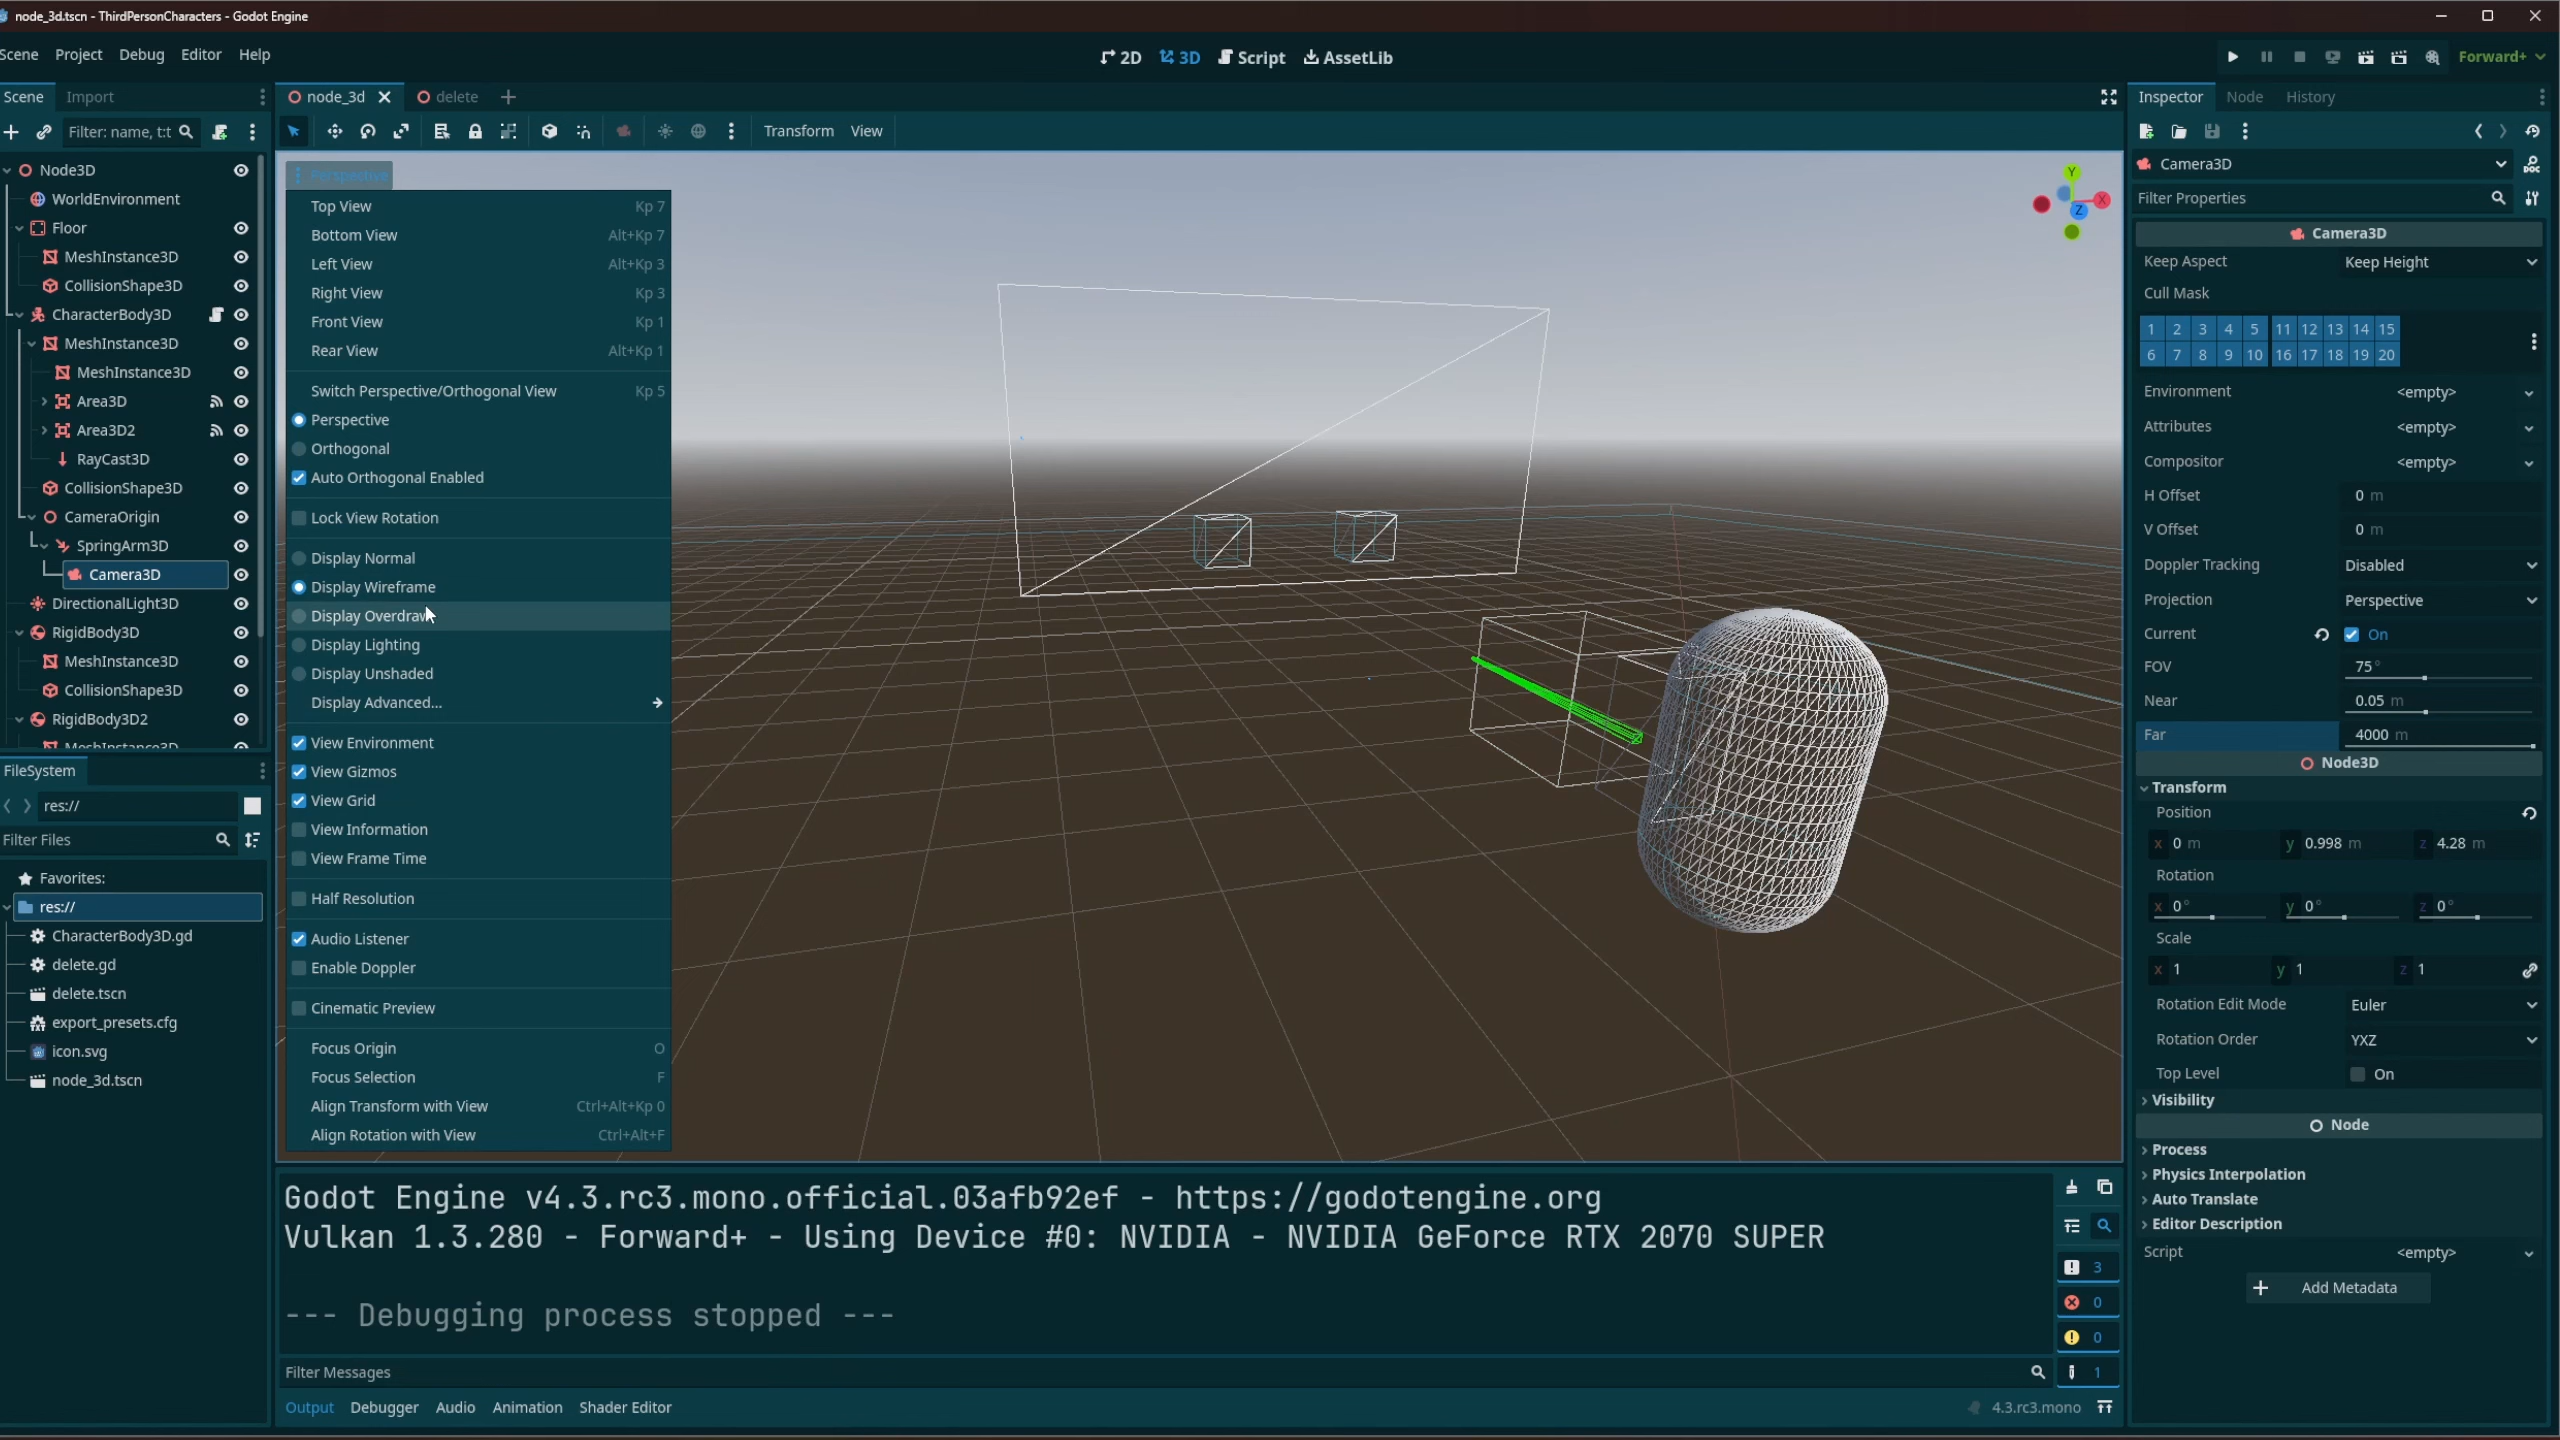 node_3d.tscn - ThirdPersonCharacters - Godot Engine
Scene Project Debug Editor Help
2D 3D Script AssetLib
Forward+
Scene Import
Filter: name, t:t
Node3D
WorldEnvironment
Floor
MeshInstance3D
CollisionShape3D
CharacterBody3D
MeshInstance3D
MeshInstance3D
Area3D
Area3D2
RayCast3D
CollisionShape3D
CameraOrigin
SpringArm3D
Camera3D
DirectionalLight3D
RigidBody3D
MeshInstance3D
CollisionShape3D
RigidBody3D2
MeshInstance3D
FileSystem
res://
Filter Files
Favorites:
res://
CharacterBody3D.gd
delete.gd
delete.tscn
export_presets.cfg
icon.svg
node_3d.tscn
node_3d delete
Transform View
Perspective
Top View Kp 7
Bottom View Alt+Kp 7
Left View Alt+Kp 3
Right View Kp 3
Front View Kp 1
Rear View Alt+Kp 1
Switch Perspective/Orthogonal View Kp 5
Perspective
Orthogonal
Auto Orthogonal Enabled
Lock View Rotation
Display Normal
Display Wireframe
Display Overdraw
Display Lighting
Display Unshaded
Display Advanced...
View Environment
View Gizmos
View Grid
View Information
View Frame Time
Half Resolution
Audio Listener
Enable Doppler
Cinematic Preview
Focus Origin O
Focus Selection F
Align Transform with View Ctrl+Alt+Kp 0
Align Rotation with View Ctrl+Alt+F
Y
X
Z
Godot Engine v4.3.rc3.mono.official.03afb92ef - https://godotengine.org
Vulkan 1.3.280 - Forward+ - Using Device #0: NVIDIA - NVIDIA GeForce RTX 2070 SUPER
--- Debugging process stopped ---
3
0
0
1
Filter Messages
Output Debugger Audio Animation Shader Editor
4.3.rc3.mono
Inspector Node History
Camera3D
DOC
Filter Properties
Camera3D
Keep Aspect Keep Height
Cull Mask
1 2 3 4 5 11 12 13 14 15
6 7 8 9 10 16 17 18 19 20
Environment <empty>
Attributes <empty>
Compositor <empty>
H Offset 0 m
V Offset 0 m
Doppler Tracking Disabled
Projection Perspective
Current On
FOV 75°
Near 0.05 m
Far 4000 m
Node3D
Transform
Position
x 0 m y 0.998 m z 4.28 m
Rotation
x 0° y 0° z 0°
Scale
x 1 y 1 z 1
Rotation Edit Mode Euler
Rotation Order YXZ
Top Level On
Visibility
Node
Process
Physics Interpolation
Auto Translate
Editor Description
Script <empty>
Add Metadata